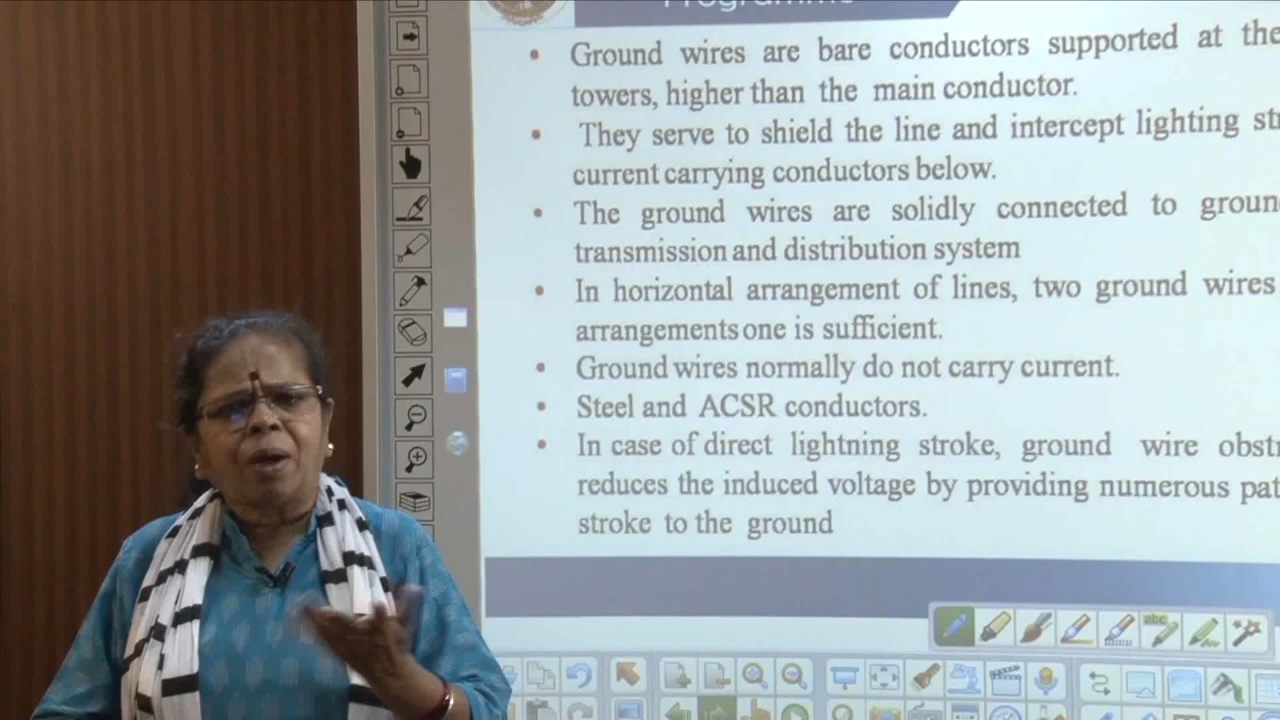 Programme
Ground wires are bare conductors supported at the
towers, higher than the main conductor.
They serve to shield the line and intercept lighting
current carrying conductors below.
The ground wires are solidly connected to
transmission and distribution system
In horizontal arrangement of lines, two ground wires
arrangements one is sufficient.
Ground wires normally do not carry current.
Steel and ACSR conductors.
In case of direct lightning stroke, ground wire
reduces the induced voltage by providing numerous
stroke to the ground
abc